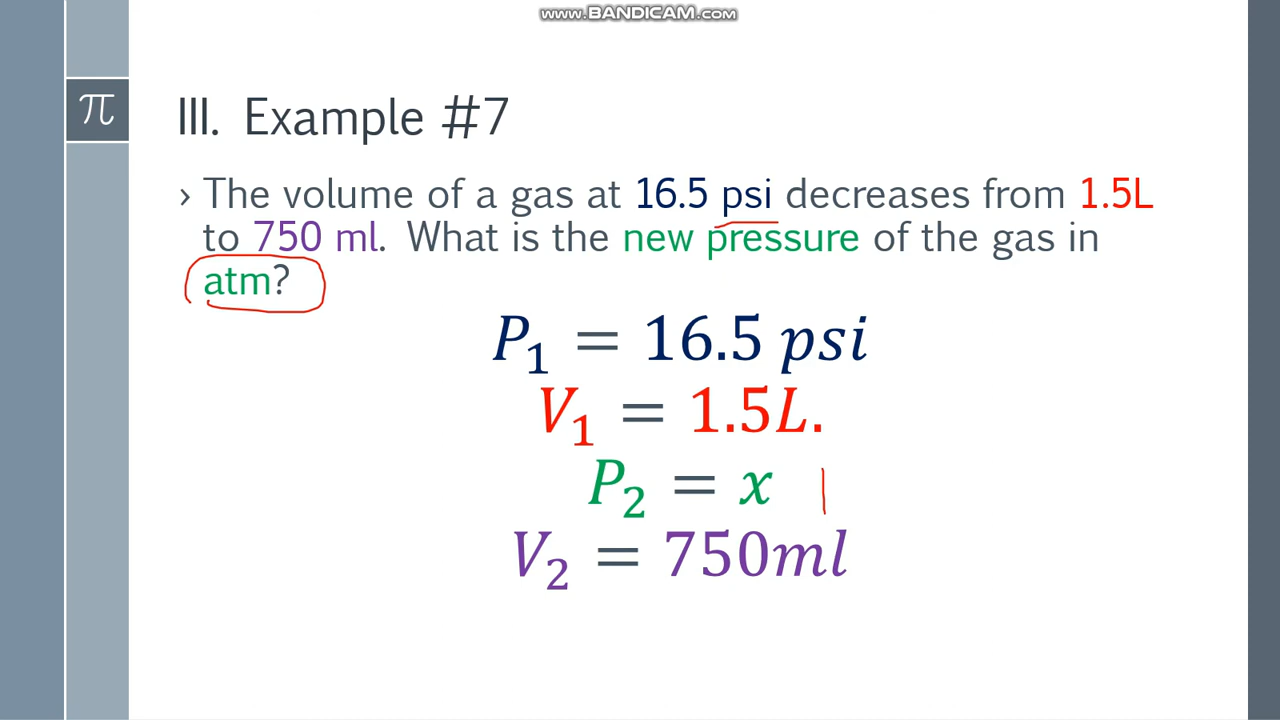 www.BANDICAM.com
π
III. Example #7
› The volume of a gas at 16.5 psi decreases from 1.5L
to 750 ml. What is the new pressure of the gas in
atm?
P₁ = 16.5 psi
V₁ = 1.5L.
P₂ = x
V₂ = 750ml